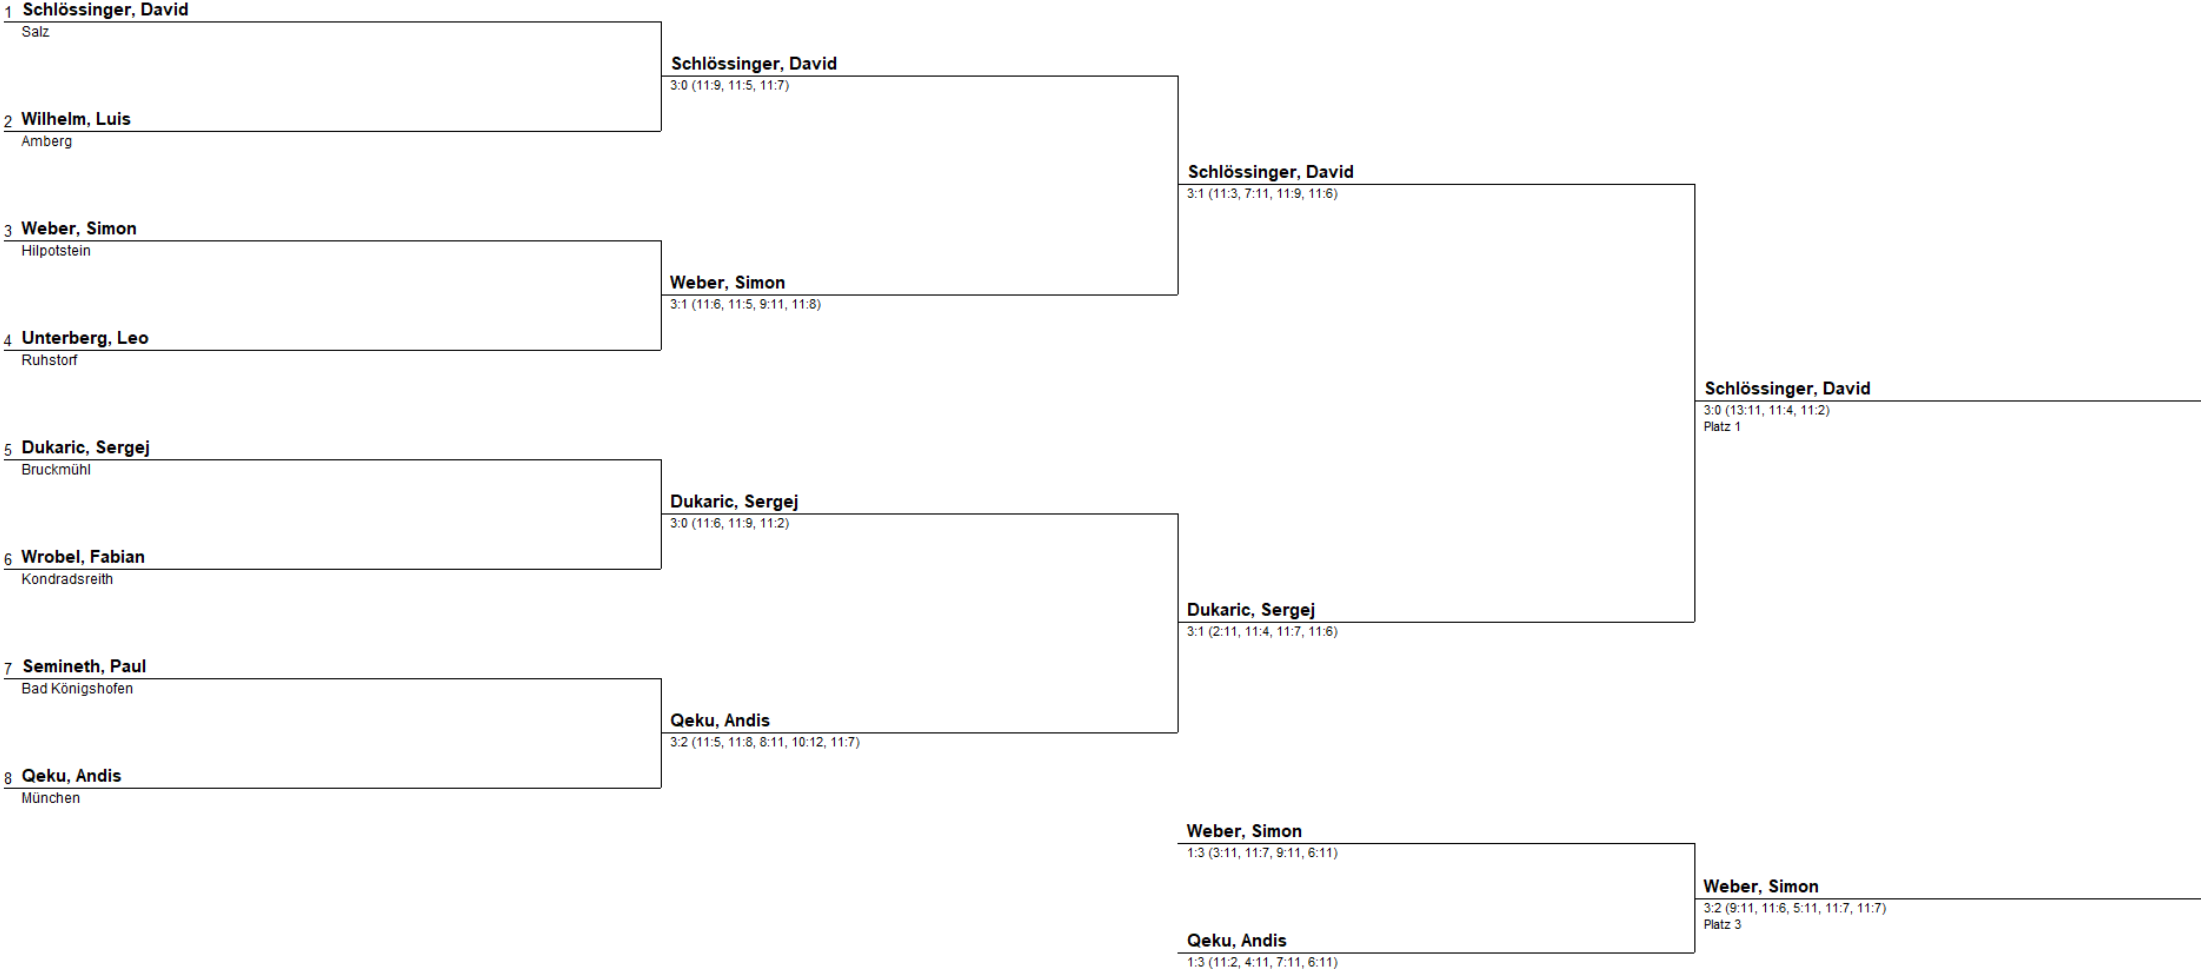 1 Schlössinger, David
Salz
Schlössinger, David
3:0 (11:9, 11:5, 11:7)
2 Wilhelm, Luis
Amberg
Schlössinger, David
3:1 (11:3, 7:11, 11:9, 11:6)
3 Weber, Simon
Hilpotstein
Weber, Simon
3:1 (11:6, 11:5, 9:11, 11:8)
4 Unterberg, Leo
Ruhstorf
Schlössinger, David
3:0 (13:11, 11:4, 11:2)
Platz 1
5 Dukaric, Sergej
Bruckmühl
Dukaric, Sergej
3:0 (11:6, 11:9, 11:2)
6 Wrobel, Fabian
Kondradsreith
Dukaric, Sergej
3:1 (2:11, 11:4, 11:7, 11:6)
7 Semineth, Paul
Bad Königshofen
Qeku, Andis
3:2 (11:5, 11:8, 8:11, 10:12, 11:7)
8 Qeku, Andis
München
Weber, Simon
1:3 (3:11, 11:7, 9:11, 6:11)
Weber, Simon
3:2 (9:11, 11:6, 5:11, 11:7, 11:7)
Platz 3
Qeku, Andis
1:3 (11:2, 4:11, 7:11, 6:11)